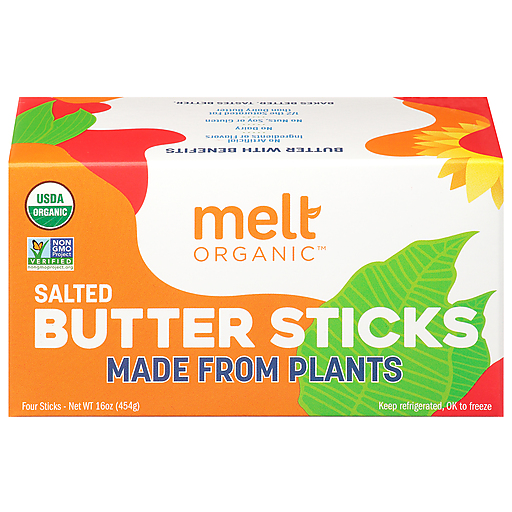 BAKES BETTER. TASTES BETTER.
1/2 the Saturated Fat
than Dairy Butter
No Nuts, Soy or Gluten
No Dairy
No Artificial
Ingredients or Flavors
BUTTER WITH BENEFITS
USDA
ORGANIC
NON
GMO
Project
VERIFIED
nongmoproject.org
melt
ORGANIC™
SALTED
BUTTER STICKS
MADE FROM PLANTS
Four Sticks • Net WT 16oz (454g)
Keep refrigerated, OK to freeze